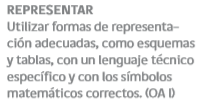 REPRESENTAR
Utilizar formas de representa-
ción adecuadas, como esquemas
y tablas, con un lenguaje técnico
específico y con los símbolos
matemáticos correctos. (OA l)